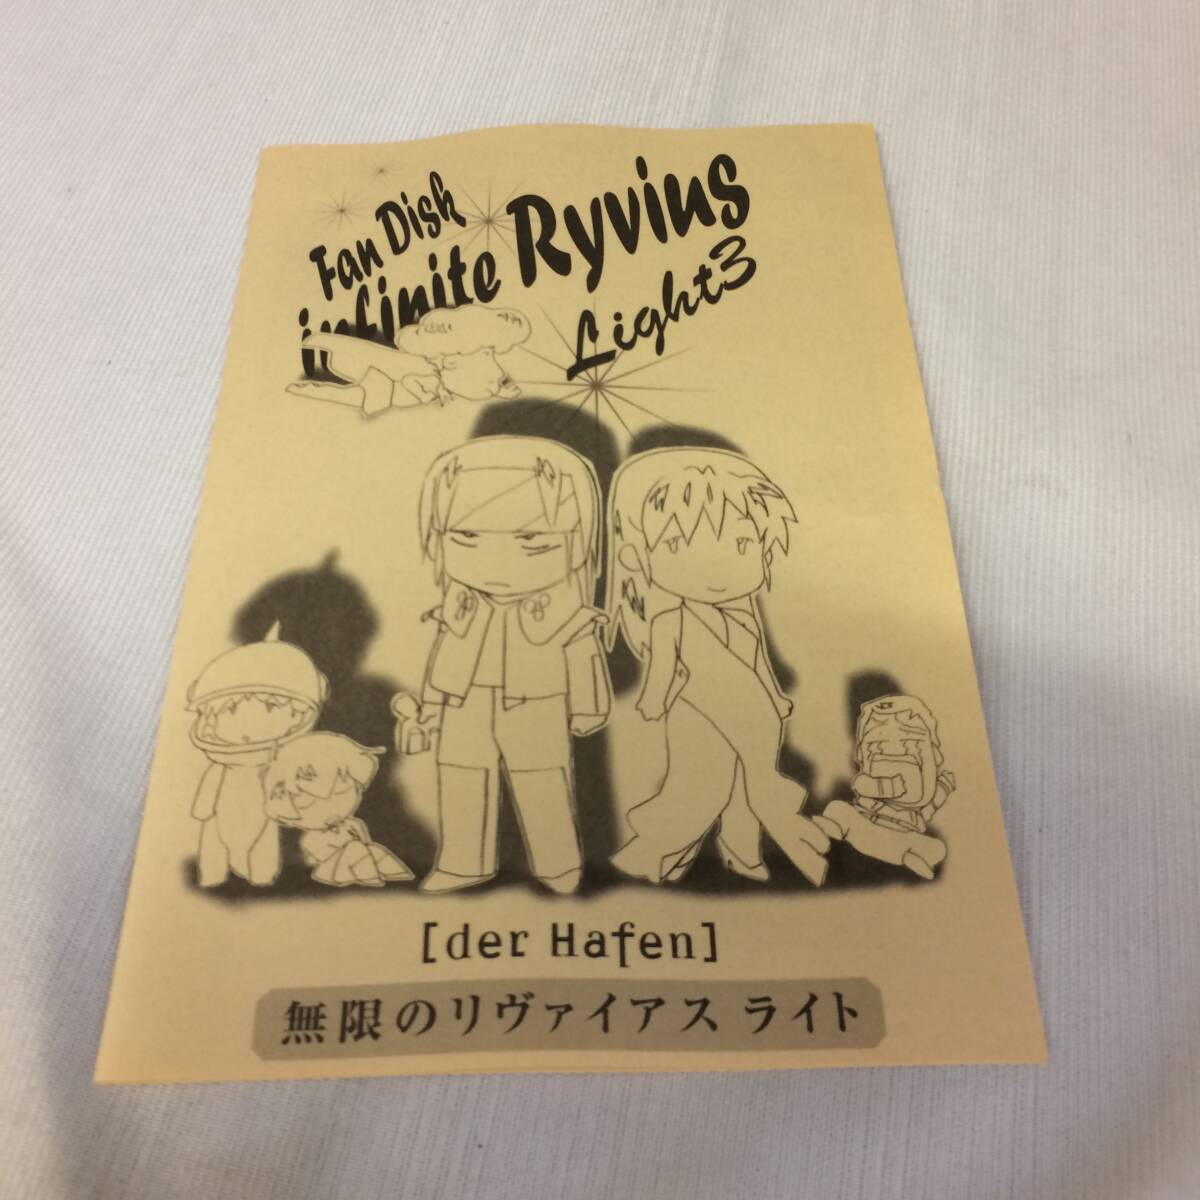 Fan Disk
infinite Ryvius
Light3
[der Hafen]
無限のリヴァイアス ライト